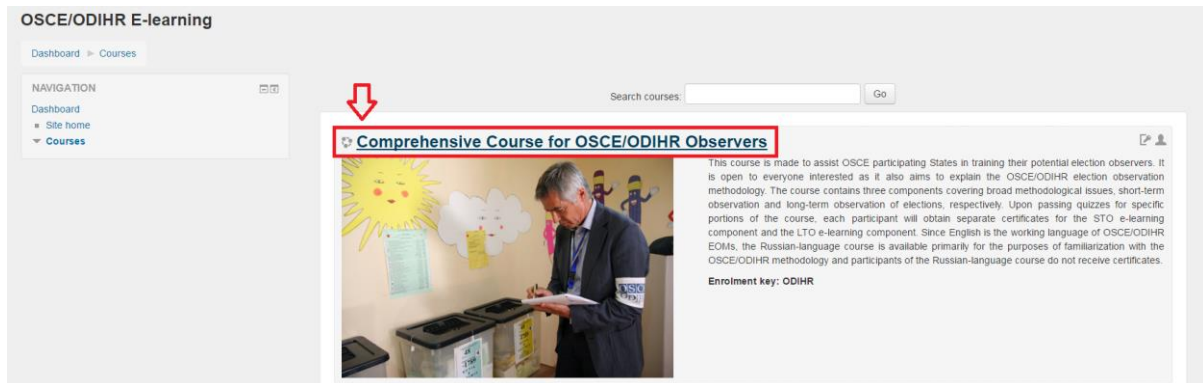 OSCE/ODIHR E-learning
Dashboard ► Courses
NAVIGATION
Dashboard
Site home
Courses
Search courses:
Go
Comprehensive Course for OSCE/ODIHR Observers
This course is made to assist OSCE participating States in training their potential election observers. It
is open to everyone interested as it also aims to explain the OSCE/ODIHR election observation
methodology. The course contains three components covering broad methodological issues, short-term
observation and long-term observation of elections, respectively. Upon passing quizzes for specific
portions of the course, each participant will obtain separate certificates for the STO e-learning
component and the LTO e-learning component. Since English is the working language of OSCE/ODIHR
EOMs, the Russian-language course is available primarily for the purposes of familiarization with the
OSCE/ODIHR methodology and participants of the Russian-language course do not receive certificates.
Enrolment key: ODIHR